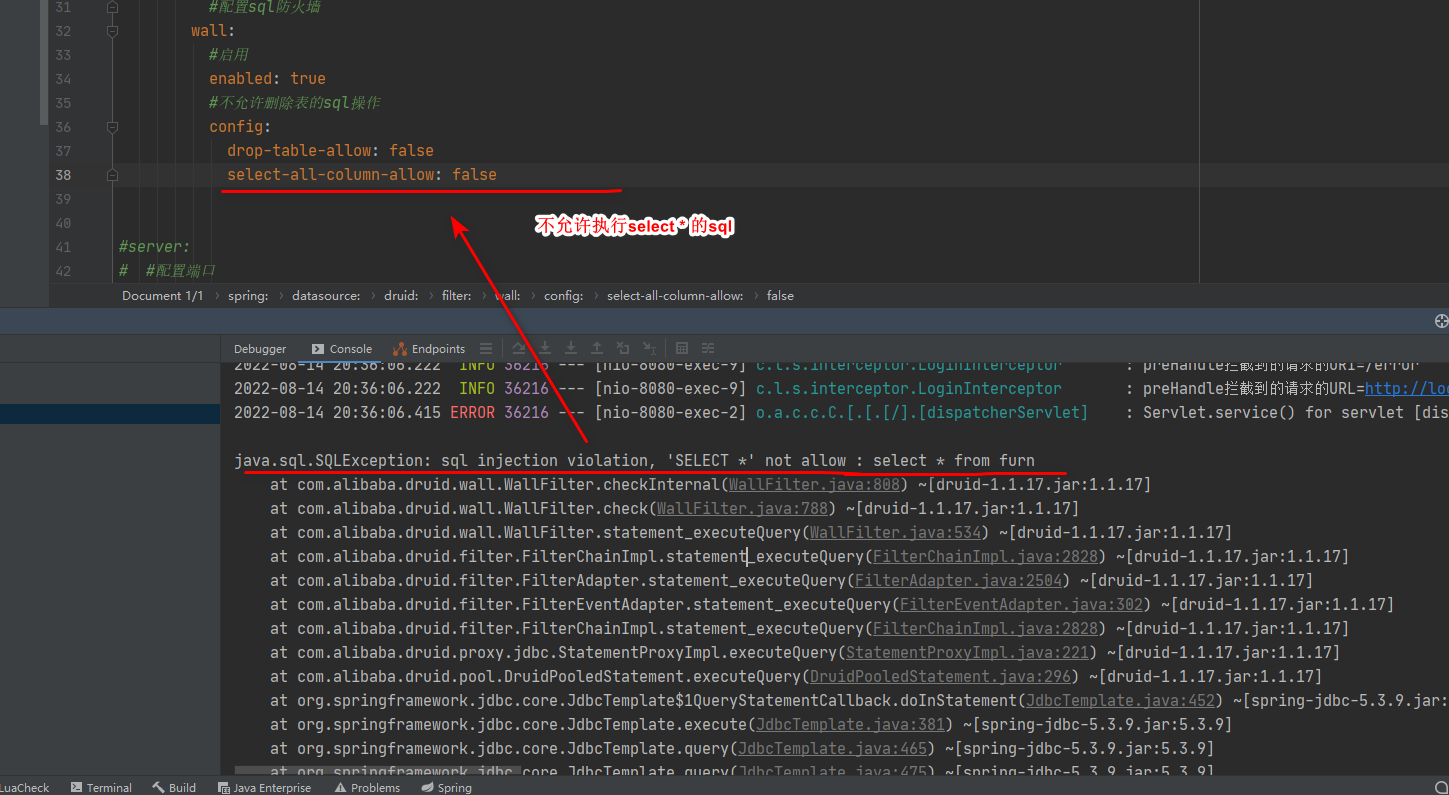 31 #配置sql防火墙
32 wall:
33 #启用
34 enabled: true
35 #不允许删除表的sql操作
36 config:
37 drop-table-allow: false
38 select-all-column-allow: false
39
不允许执行select * 的sql
40
41 #server:
42 # #配置端口
Document 1/1 › spring: › datasource: › druid: › filter: › wall: › config: › select-all-column-allow: › false
Debugger Console Endpoints
2022-08-14 20:36:06.222 INFO 36216 --- [nio-8080-exec-9] c.l.s.interceptor.LoginInterceptor : preHandle拦截到的请求的URI=/error
2022-08-14 20:36:06.222 INFO 36216 --- [nio-8080-exec-9] c.l.s.interceptor.LoginInterceptor : preHandle拦截到的请求的URL=http://loc
2022-08-14 20:36:06.415 ERROR 36216 --- [nio-8080-exec-2] o.a.c.c.C.[.[.[/].[dispatcherServlet] : Servlet.service() for servlet [dis
java.sql.SQLException: sql injection violation, 'SELECT *' not allow : select * from furn
at com.alibaba.druid.wall.WallFilter.checkInternal(WallFilter.java:808) ~[druid-1.1.17.jar:1.1.17]
at com.alibaba.druid.wall.WallFilter.check(WallFilter.java:788) ~[druid-1.1.17.jar:1.1.17]
at com.alibaba.druid.wall.WallFilter.statement_executeQuery(WallFilter.java:534) ~[druid-1.1.17.jar:1.1.17]
at com.alibaba.druid.filter.FilterChainImpl.statement_executeQuery(FilterChainImpl.java:2828) ~[druid-1.1.17.jar:1.1.17]
at com.alibaba.druid.filter.FilterAdapter.statement_executeQuery(FilterAdapter.java:2504) ~[druid-1.1.17.jar:1.1.17]
at com.alibaba.druid.filter.FilterEventAdapter.statement_executeQuery(FilterEventAdapter.java:302) ~[druid-1.1.17.jar:1.1.17]
at com.alibaba.druid.filter.FilterChainImpl.statement_executeQuery(FilterChainImpl.java:2828) ~[druid-1.1.17.jar:1.1.17]
at com.alibaba.druid.proxy.jdbc.StatementProxyImpl.executeQuery(StatementProxyImpl.java:221) ~[druid-1.1.17.jar:1.1.17]
at com.alibaba.druid.pool.DruidPooledStatement.executeQuery(DruidPooledStatement.java:296) ~[druid-1.1.17.jar:1.1.17]
at org.springframework.jdbc.core.JdbcTemplate$1QueryStatementCallback.doInStatement(JdbcTemplate.java:452) ~[spring-jdbc-5.3.9.jar:
at org.springframework.jdbc.core.JdbcTemplate.execute(JdbcTemplate.java:381) ~[spring-jdbc-5.3.9.jar:5.3.9]
at org.springframework.jdbc.core.JdbcTemplate.query(JdbcTemplate.java:465) ~[spring-jdbc-5.3.9.jar:5.3.9]
at org.springframework.jdbc.core.JdbcTemplate.query(JdbcTemplate.java:475) ~[spring-jdbc-5.3.9.jar:5.3.9]
LuaCheck Terminal Build Java Enterprise Problems Spring